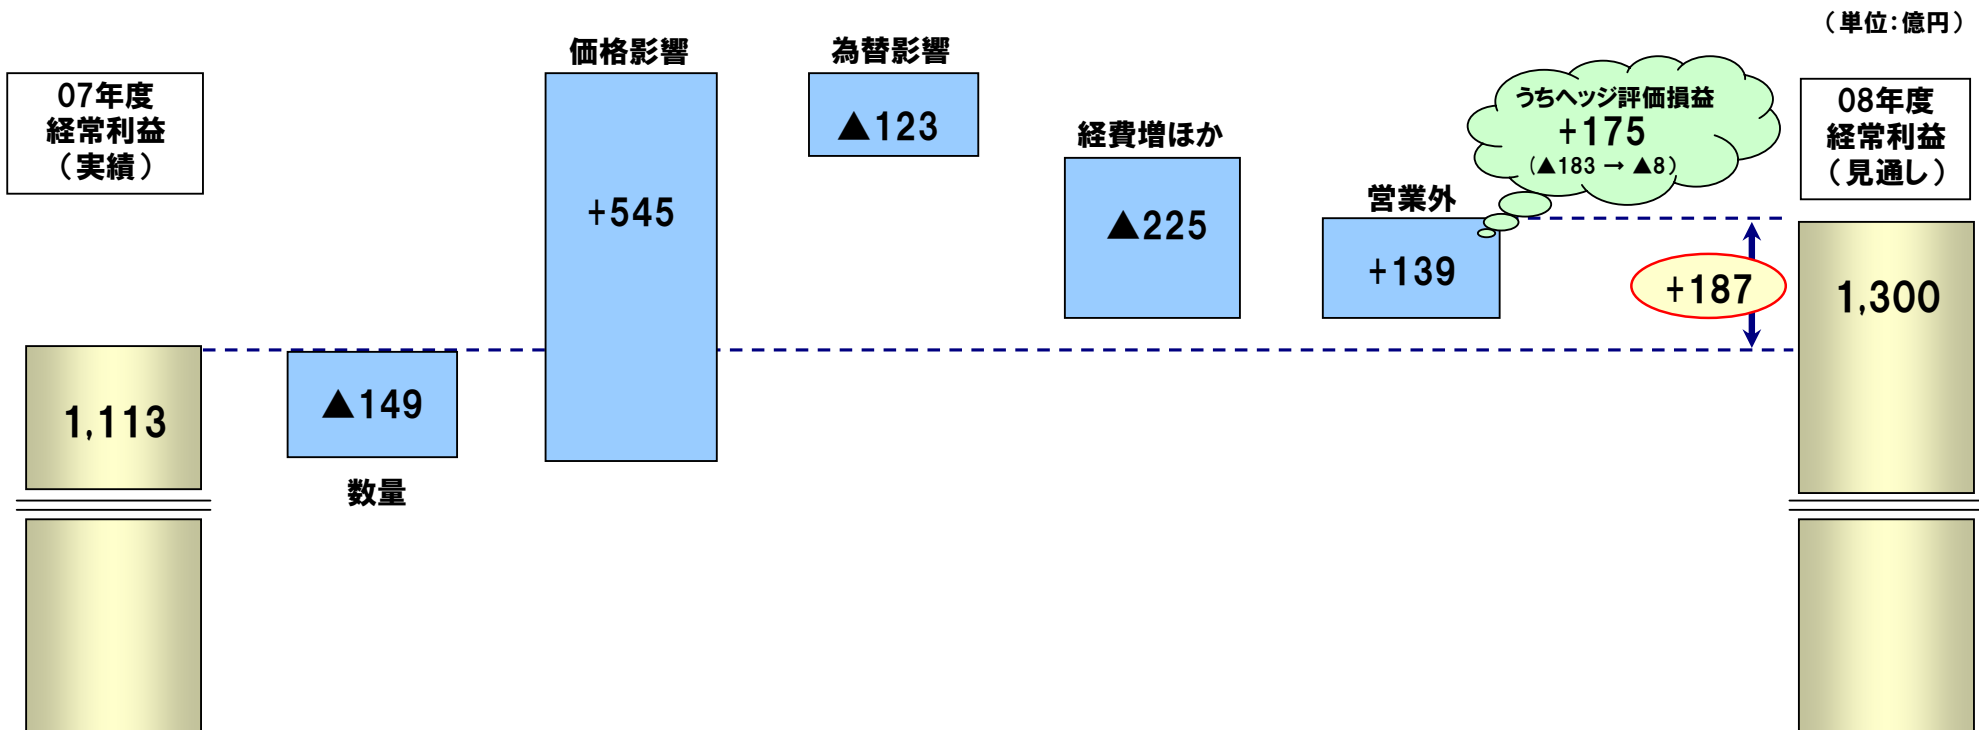 (単位:億円)
07年度
経常利益
(実績)
1,113
▲149
数量
価格影響
+545
為替影響
▲123
経費増ほか
▲225
営業外
+139
うちヘッジ評価損益
+175
(▲183 → ▲8)
+187
08年度
経常利益
(見通し)
1,300